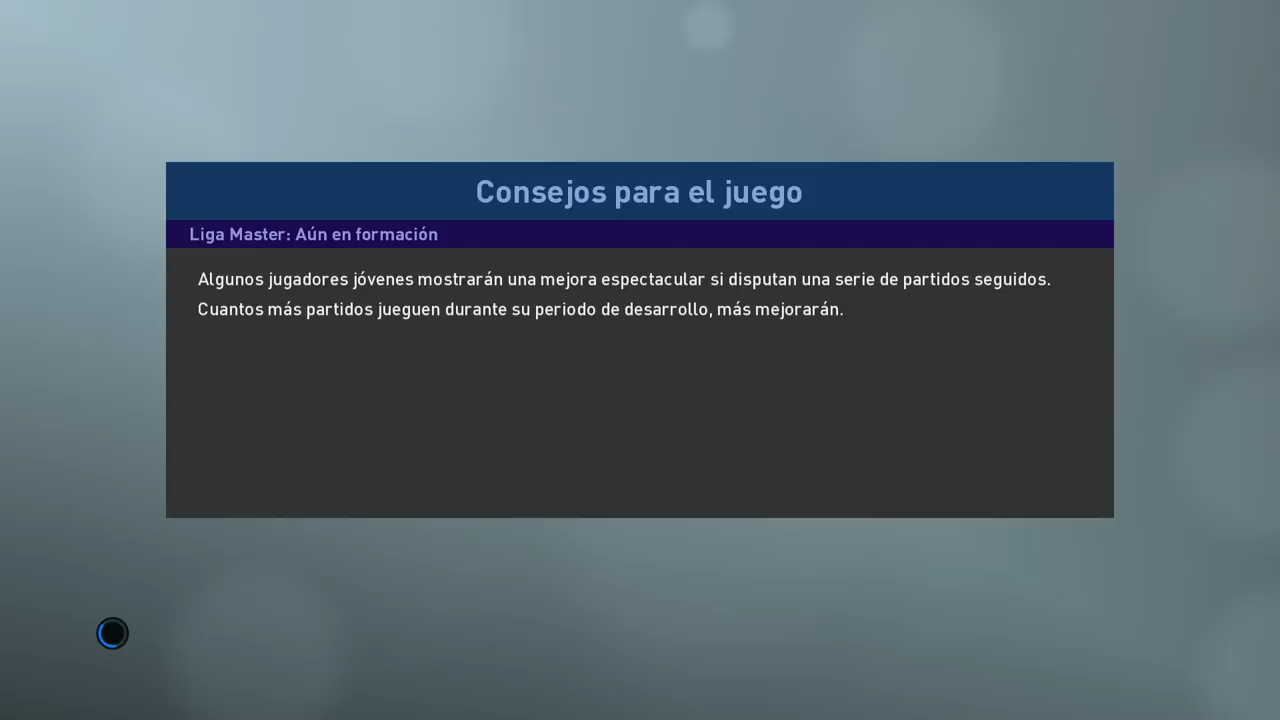 Consejos para el juego
Liga Master: Aún en formación
Algunos jugadores jóvenes mostrarán una mejora espectacular si disputan una serie de partidos seguidos.
Cuantos más partidos jueguen durante su periodo de desarrollo, más mejorarán.